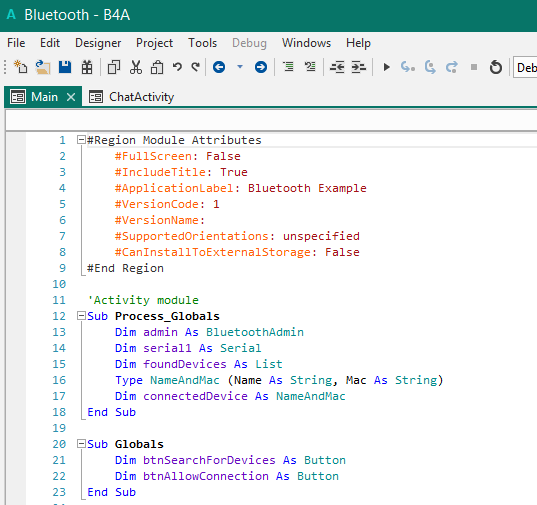 A Bluetooth - B4A
File Edit Designer Project Tools Debug Windows Help
Deb
Main × ChatActivity
1 #Region Module Attributes
2 #FullScreen: False
3 #IncludeTitle: True
4 #ApplicationLabel: Bluetooth Example
5 #VersionCode: 1
6 #VersionName:
7 #SupportedOrientations: unspecified
8 #CanInstallToExternalStorage: False
9 #End Region
10
11 'Activity module
12 Sub Process_Globals
13 Dim admin As BluetoothAdmin
14 Dim serial1 As Serial
15 Dim foundDevices As List
16 Type NameAndMac (Name As String, Mac As String)
17 Dim connectedDevice As NameAndMac
18 End Sub
19
20 Sub Globals
21 Dim btnSearchForDevices As Button
22 Dim btnAllowConnection As Button
23 End Sub